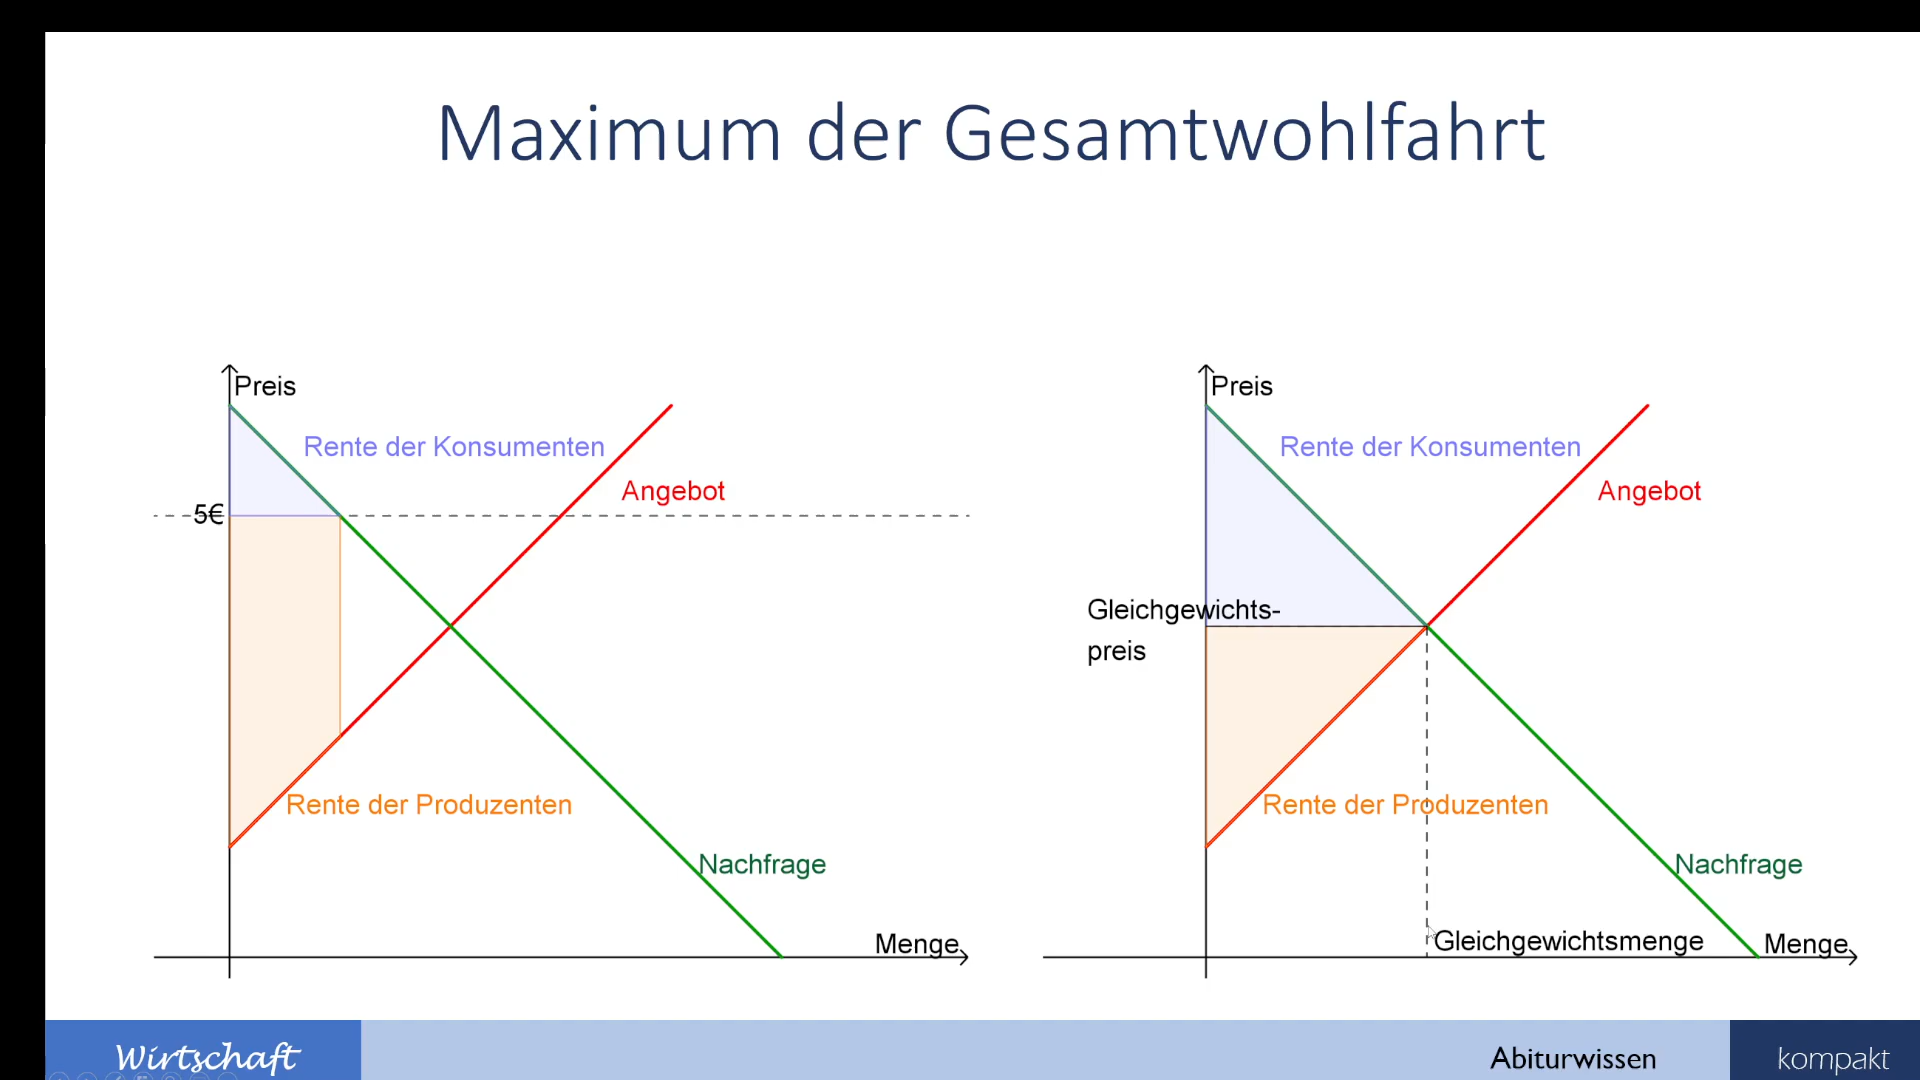 Maximum der Gesamtwohlfahrt
Preis
Rente der Konsumenten
Angebot
5€
Rente der Produzenten
Nachfrage
Menge
Preis
Rente der Konsumenten
Angebot
Gleichgewichts-
preis
Rente der Produzenten
Nachfrage
Gleichgewichtsmenge
Menge
Wirtschaft
Abiturwissen
kompakt